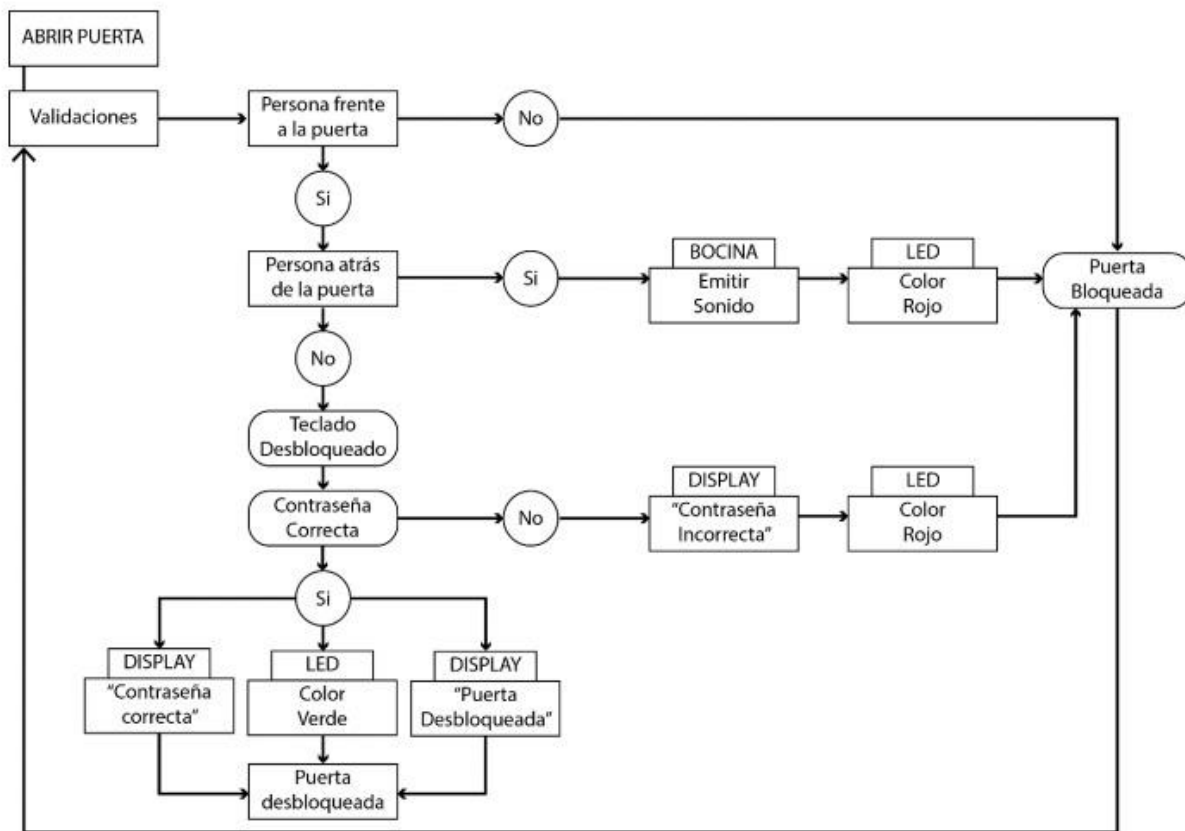 ABRIR PUERTA
Validaciones
Persona frente
a la puerta
No
Si
Persona atrás
de la puerta
Si
BOCINA
Emitir
Sonido
LED
Color
Rojo
Puerta
Bloqueada
No
Teclado
Desbloqueado
Contraseña
Correcta
No
DISPLAY
“Contraseña
Incorrecta”
LED
Color
Rojo
Si
DISPLAY
“Contraseña
correcta”
LED
Color
Verde
DISPLAY
“Puerta
Desbloqueada”
Puerta
desbloqueada